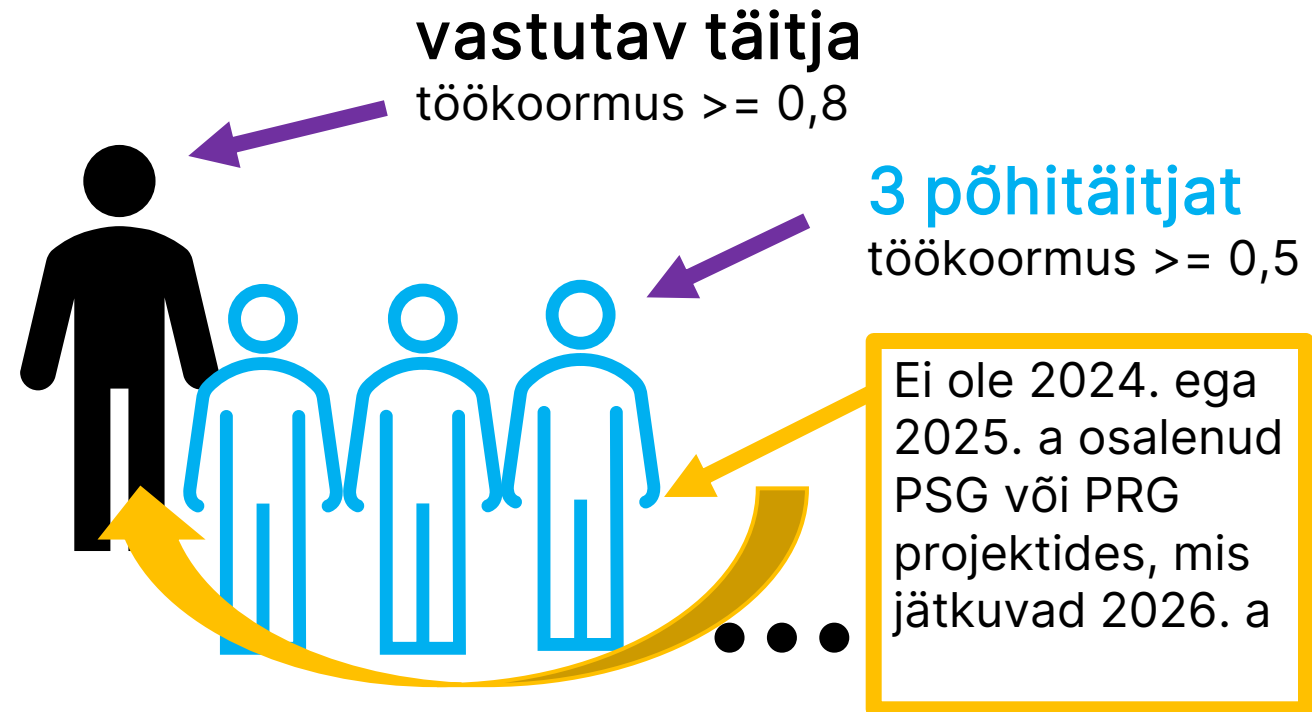 vastutav täitja
töökoormus >= 0,8
3 põhitäitjat
töökoormus >= 0,5
Ei ole 2024. ega
2025. a osalenud
PSG või PRG
projektides, mis
jätkuvad 2026. a